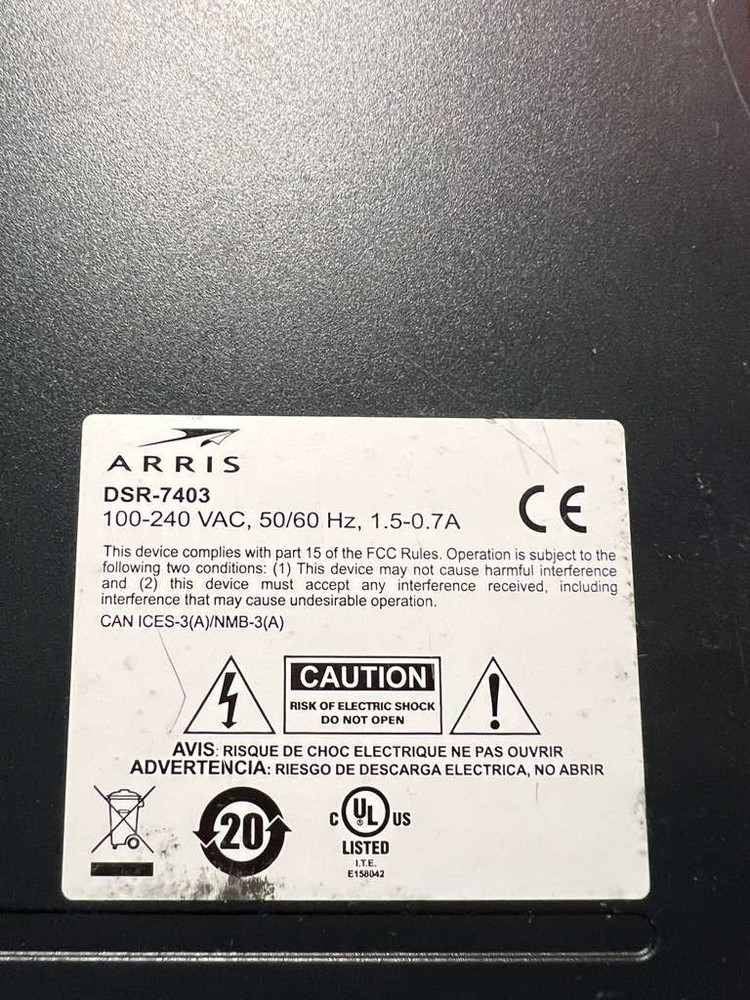 ARRIS
DSR-7403
100-240 VAC, 50/60 Hz, 1.5-0.7A
CE
This device complies with part 15 of the FCC Rules. Operation is subject to the
following two conditions: (1) This device may not cause harmful interference
and (2) this device must accept any interference received, including
interference that may cause undesirable operation.
CAN ICES-3(A)/NMB-3(A)
CAUTION
RISK OF ELECTRIC SHOCK
DO NOT OPEN
AVIS: RISQUE DE CHOC ELECTRIQUE NE PAS OUVRIR
ADVERTENCIA: RIESGO DE DESCARGA ELECTRICA, NO ABRIR
20
C UL ® US
LISTED
I.T.E.
E158042